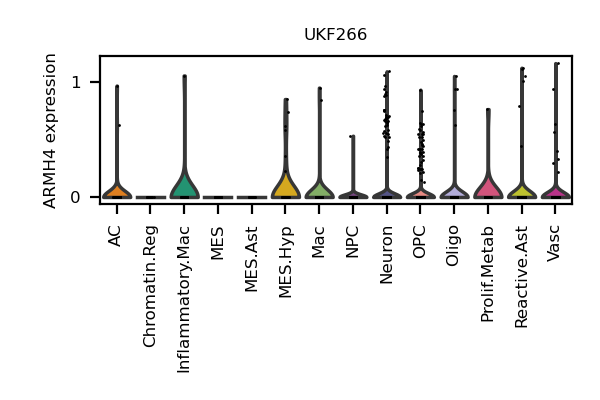 UKF266
ARMH4 expression
1
0
AC
Chromatin.Reg
Inflammatory.Mac
MES
MES.Ast
MES.Hyp
Mac
NPC
Neuron
OPC
Oligo
Prolif.Metab
Reactive.Ast
Vasc